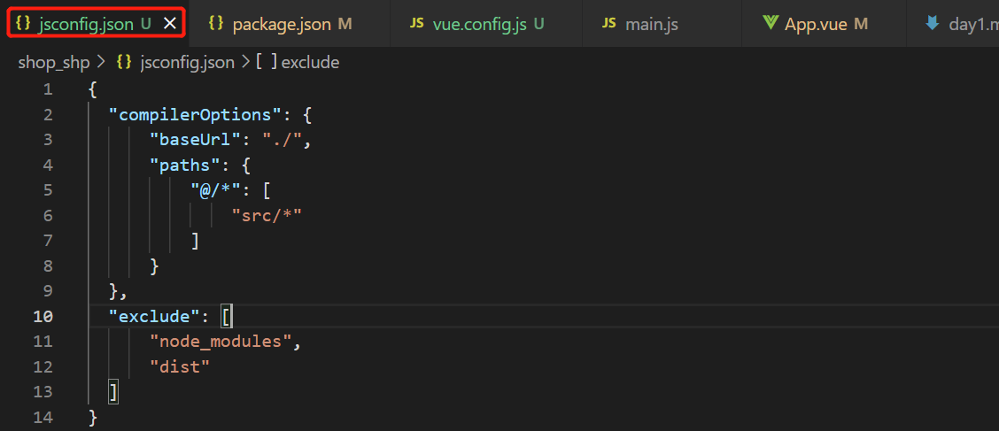 {} jsconfig.json U × {} package.json M JS vue.config.js U JS main.js App.vue M day1.m
shop_shp > {} jsconfig.json > [ ] exclude
1 {
2 "compilerOptions": {
3 "baseUrl": "./",
4 "paths": {
5 "@/*": [
6 "src/*"
7 ]
8 }
9 },
10 "exclude": [
11 "node_modules",
12 "dist"
13 ]
14 }